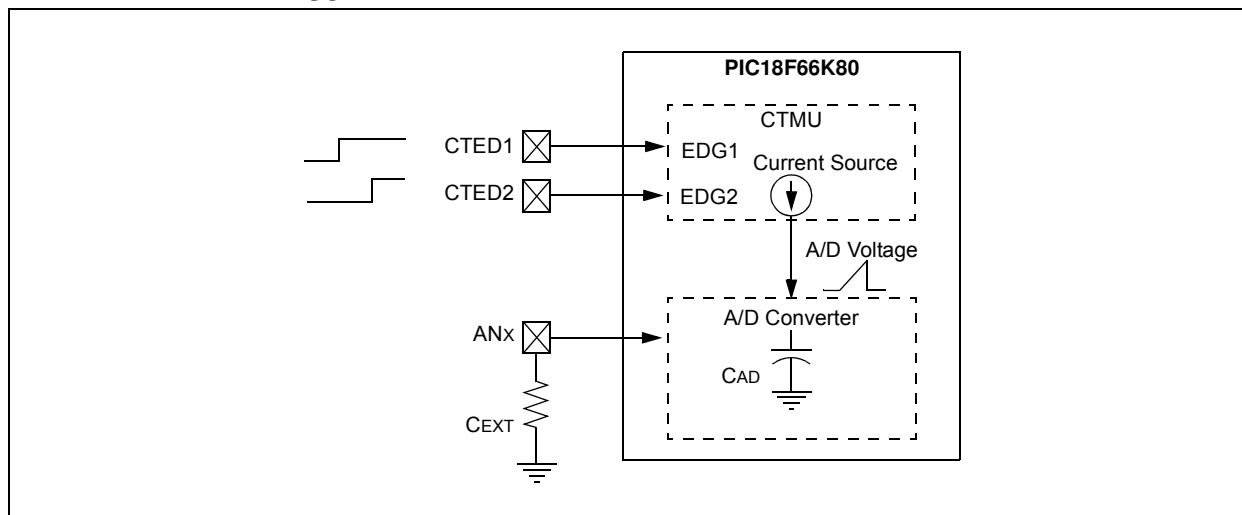 PIC18F66K80
CTMU
CTED1
EDG1
Current Source
CTED2
EDG2
A/D Voltage
ANX
A/D Converter
CAD
CEXT